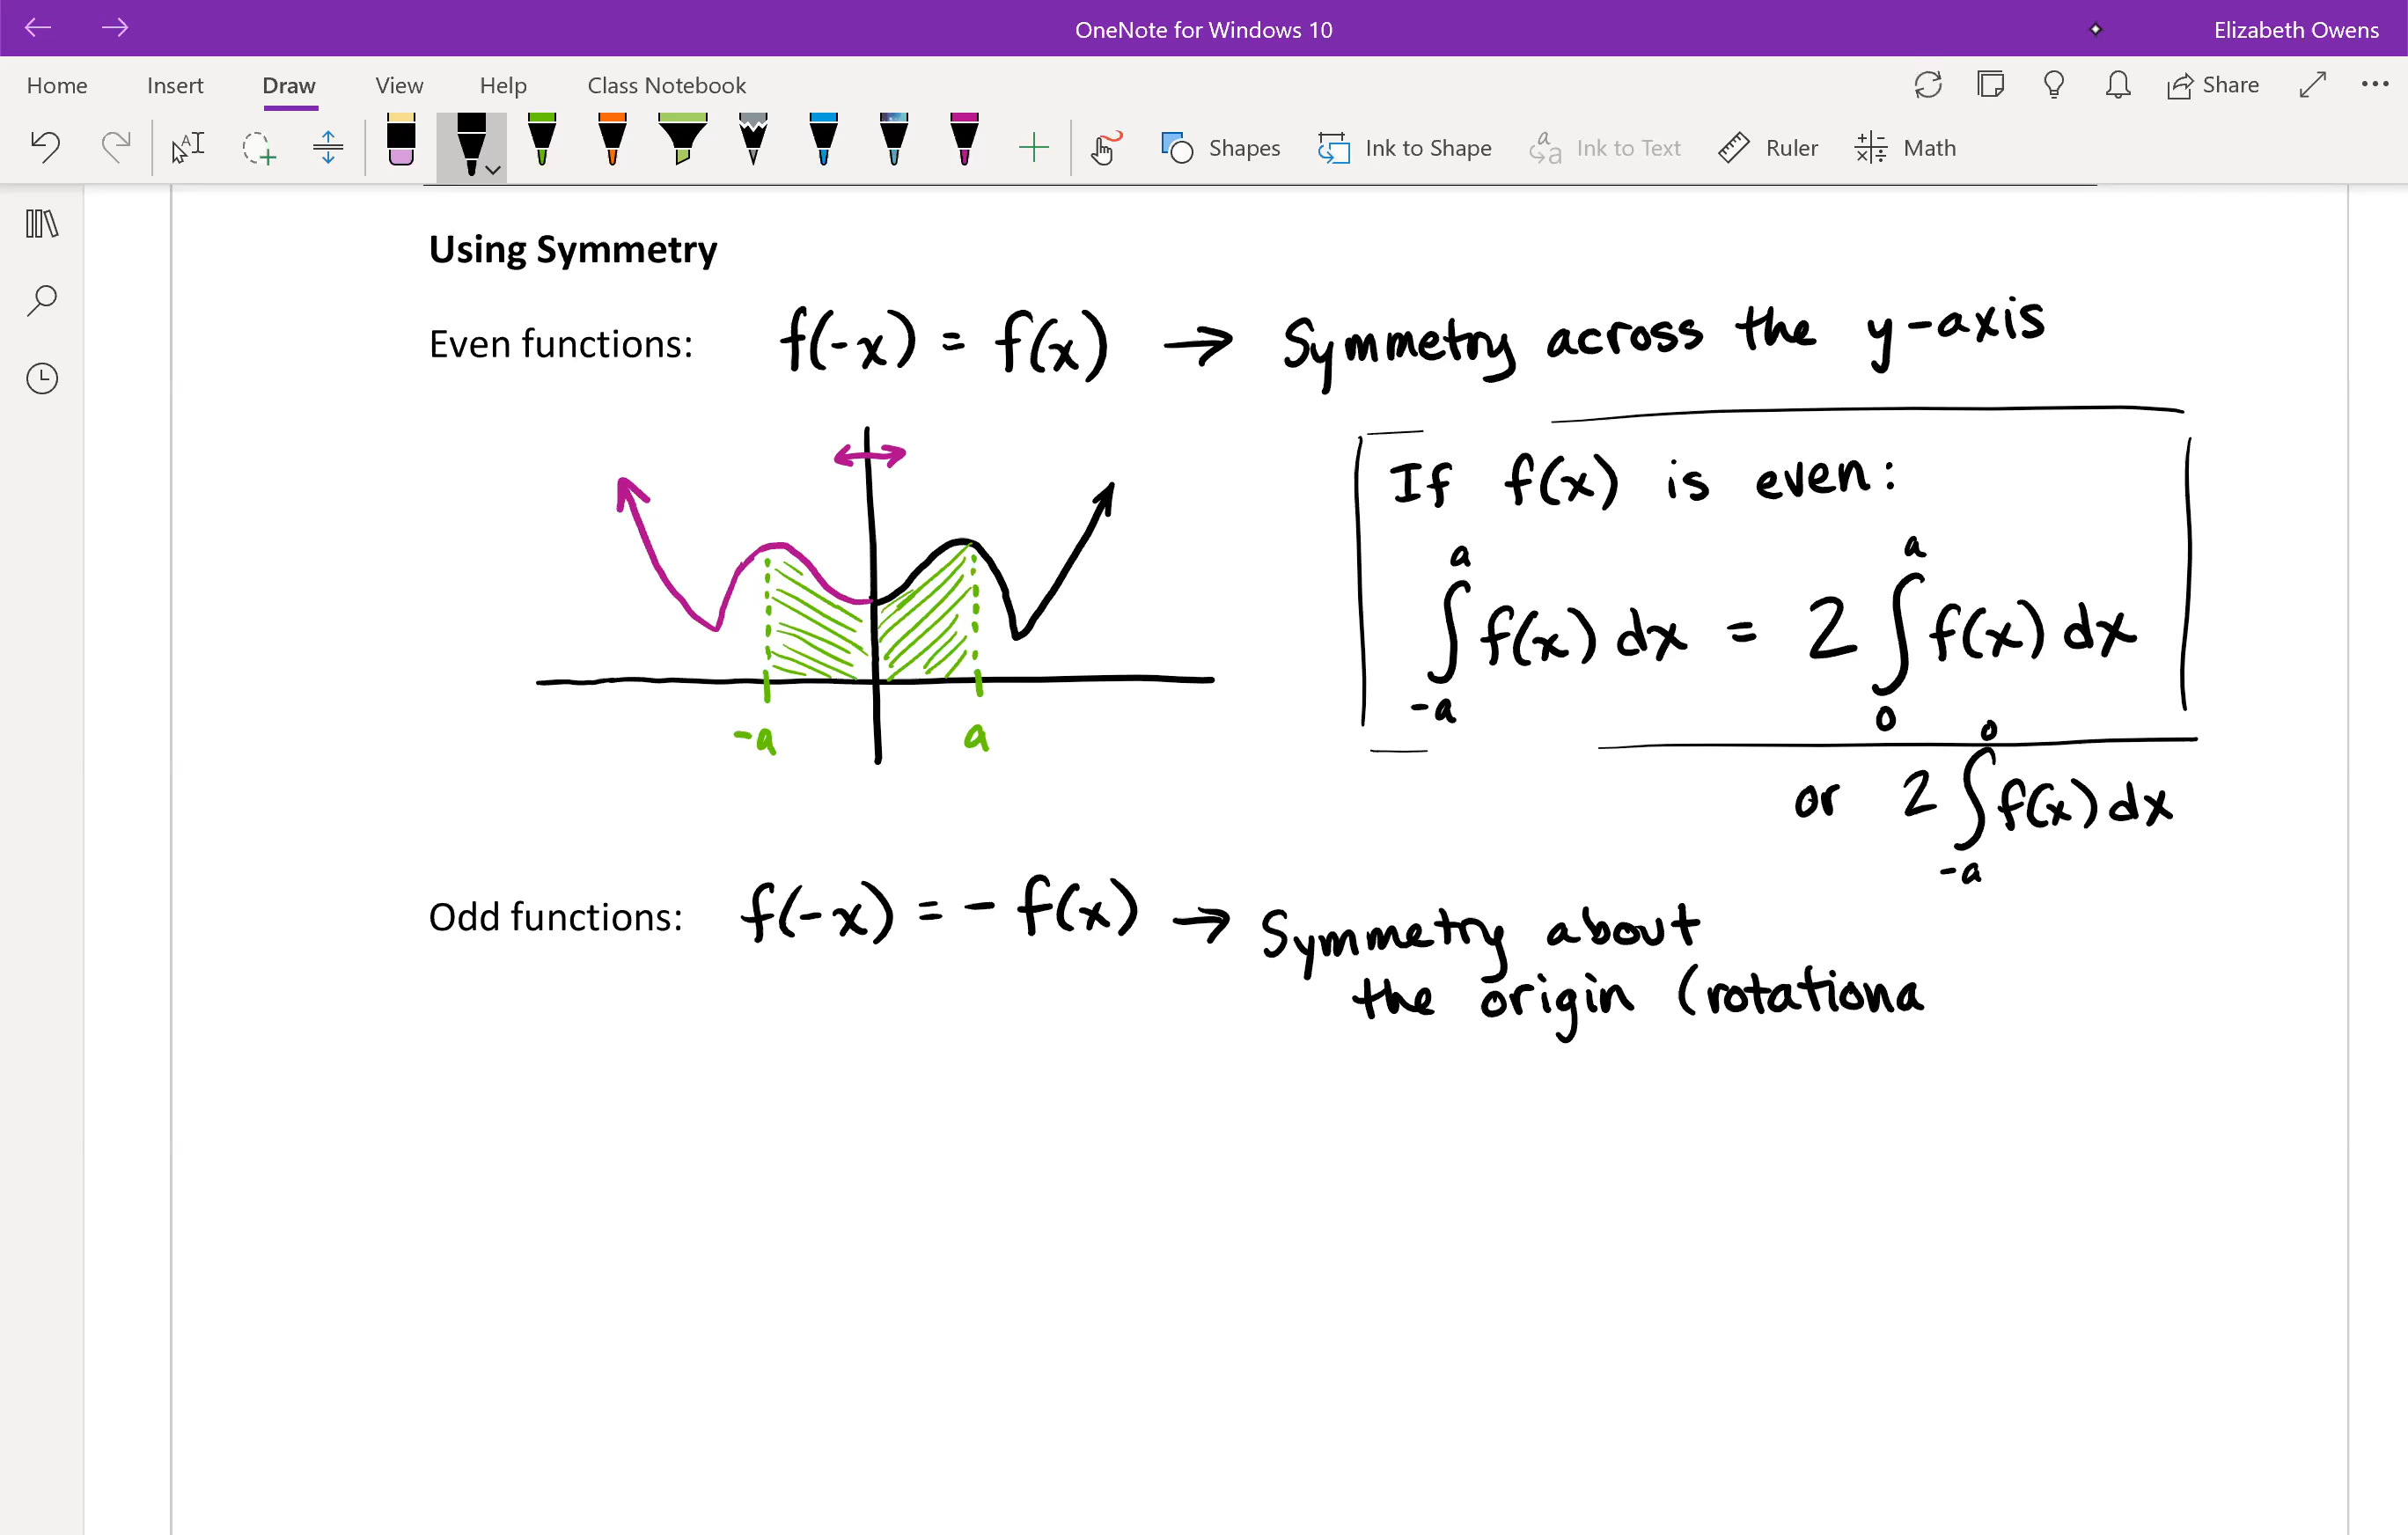 OneNote for Windows 10
Elizabeth Owens
Home Insert Draw View Help Class Notebook Share
Shapes Ink to Shape Ink to Text Ruler Math
Using Symmetry
Even functions: f(-x) = f(x) → Symmetry across the y-axis
If f(x) is even:
∫_{-a}^{a} f(x) dx = 2 ∫_{0}^{a} f(x) dx
-a a
or 2 ∫_{-a}^{0} f(x) dx
Odd functions: f(-x) = - f(x) → Symmetry about
the origin (rotationa